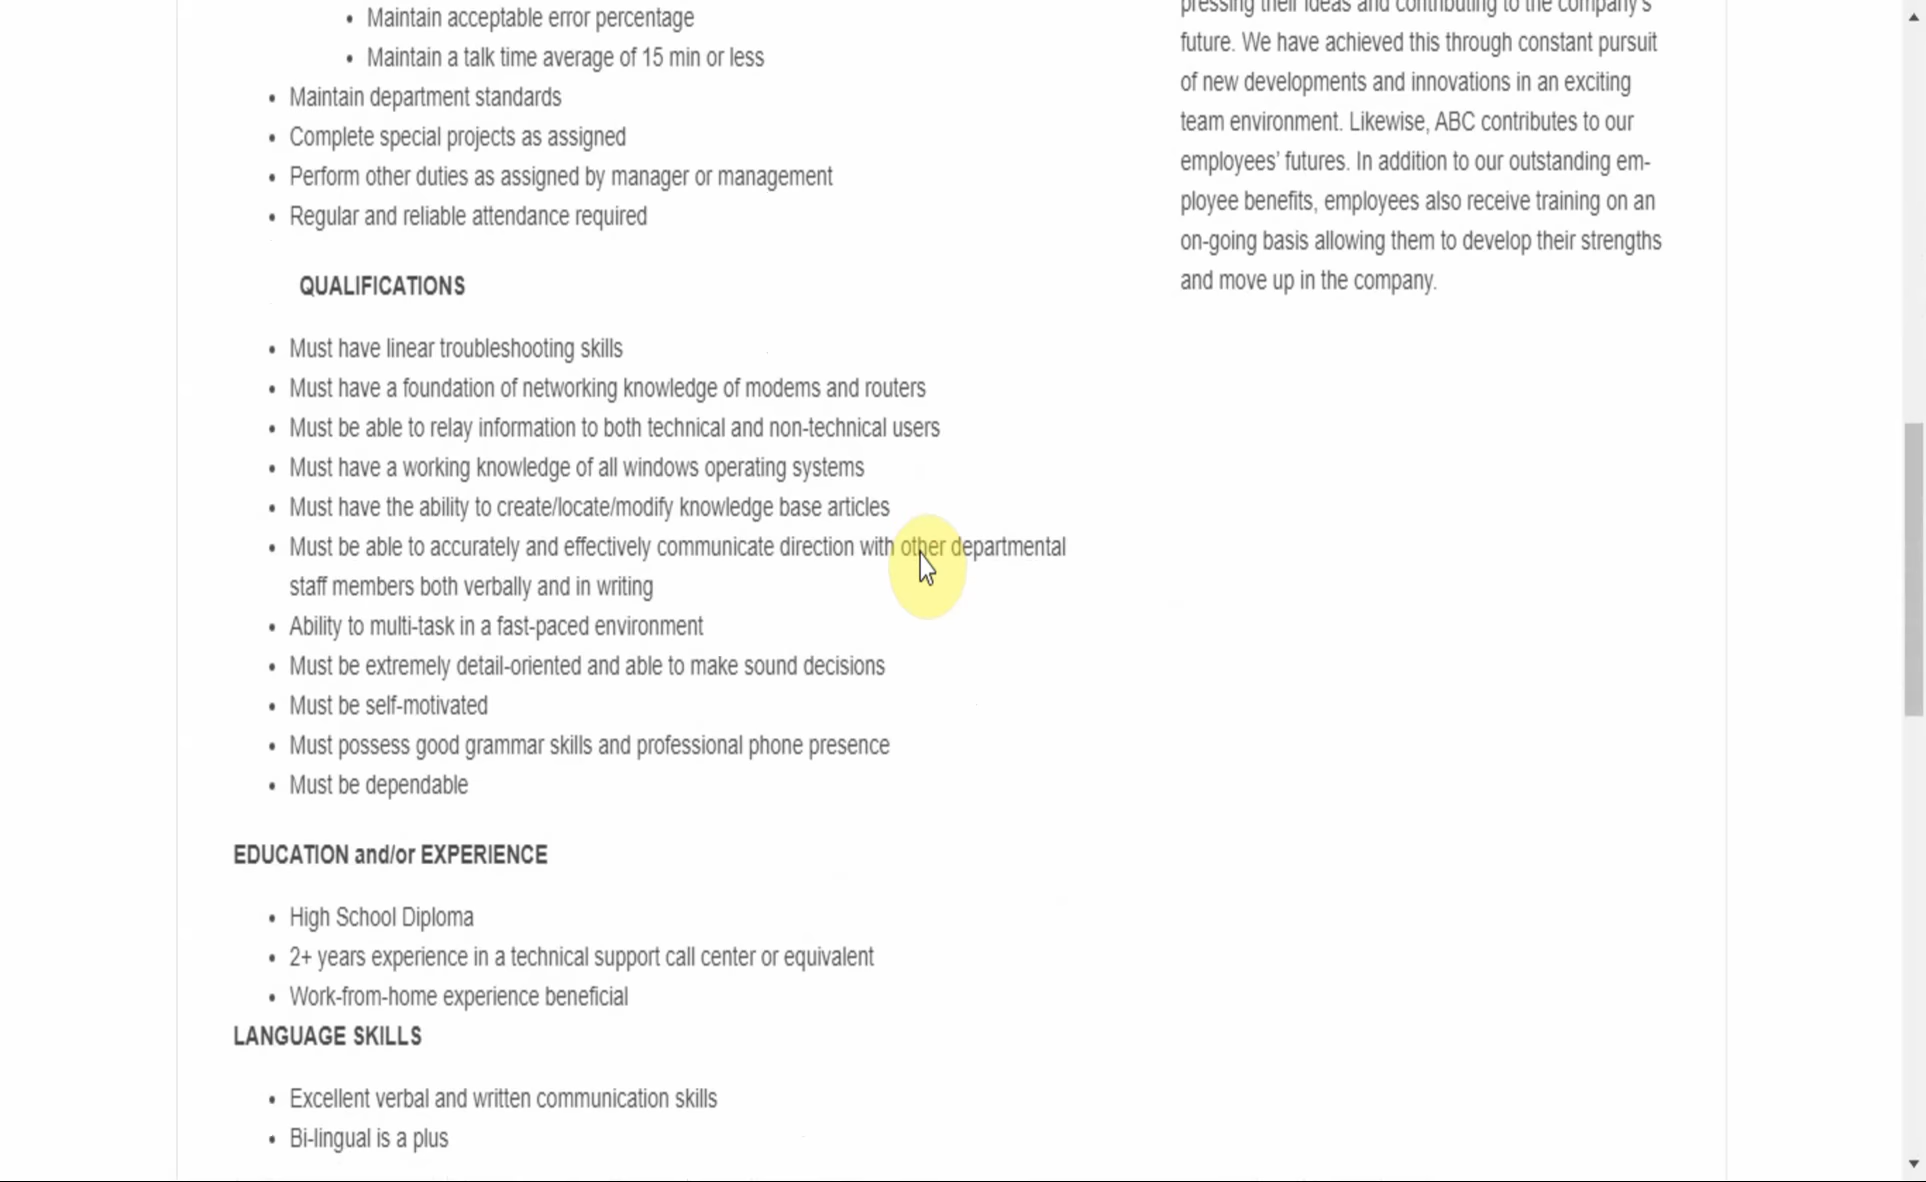 Maintain acceptable error percentage
Maintain a talk time average of 15 min or less
Maintain department standards
Complete special projects as assigned
Perform other duties as assigned by manager or management
Regular and reliable attendance required
QUALIFICATIONS
Must have linear troubleshooting skills
Must have a foundation of networking knowledge of modems and routers
Must be able to relay information to both technical and non-technical users
Must have a working knowledge of all windows operating systems
Must have the ability to create/locate/modify knowledge base articles
Must be able to accurately and effectively communicate direction with other departmental
staff members both verbally and in writing
Ability to multi-task in a fast-paced environment
Must be extremely detail-oriented and able to make sound decisions
Must be self-motivated
Must possess good grammar skills and professional phone presence
Must be dependable
EDUCATION and/or EXPERIENCE
High School Diploma
2+ years experience in a technical support call center or equivalent
Work-from-home experience beneficial
LANGUAGE SKILLS
Excellent verbal and written communication skills
Bi-lingual is a plus
pressing their ideas and contributing to the company's
future. We have achieved this through constant pursuit
of new developments and innovations in an exciting
team environment. Likewise, ABC contributes to our
employees' futures. In addition to our outstanding em-
ployee benefits, employees also receive training on an
on-going basis allowing them to develop their strengths
and move up in the company.